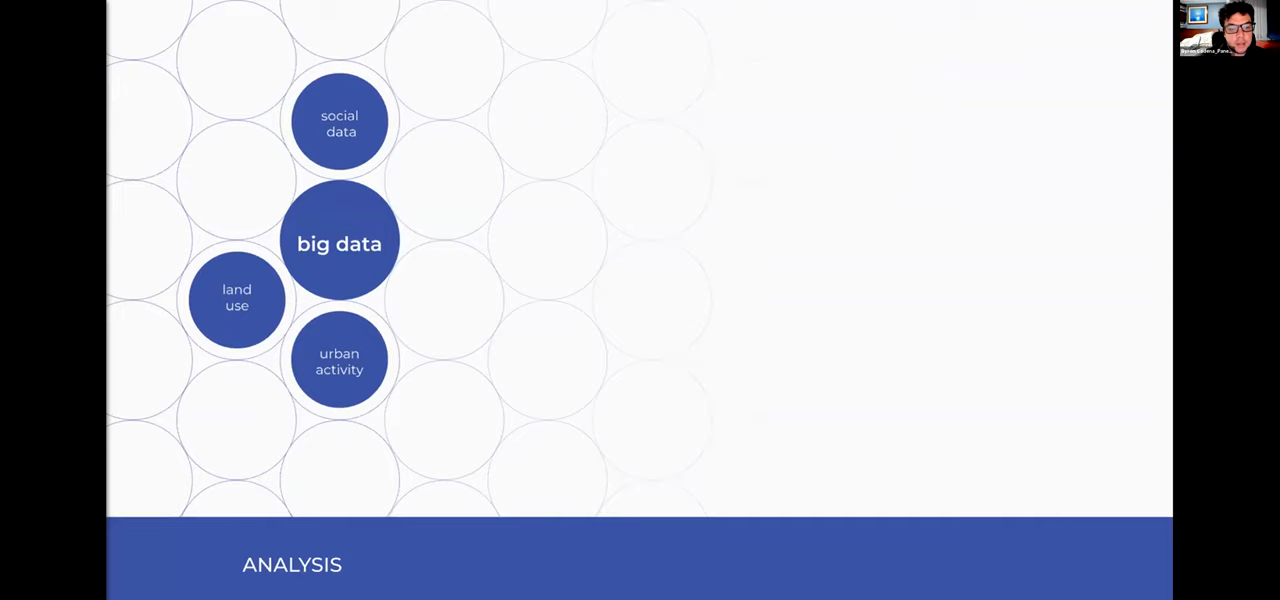 social
data
big data
land
use
urban
activity
ANALYSIS